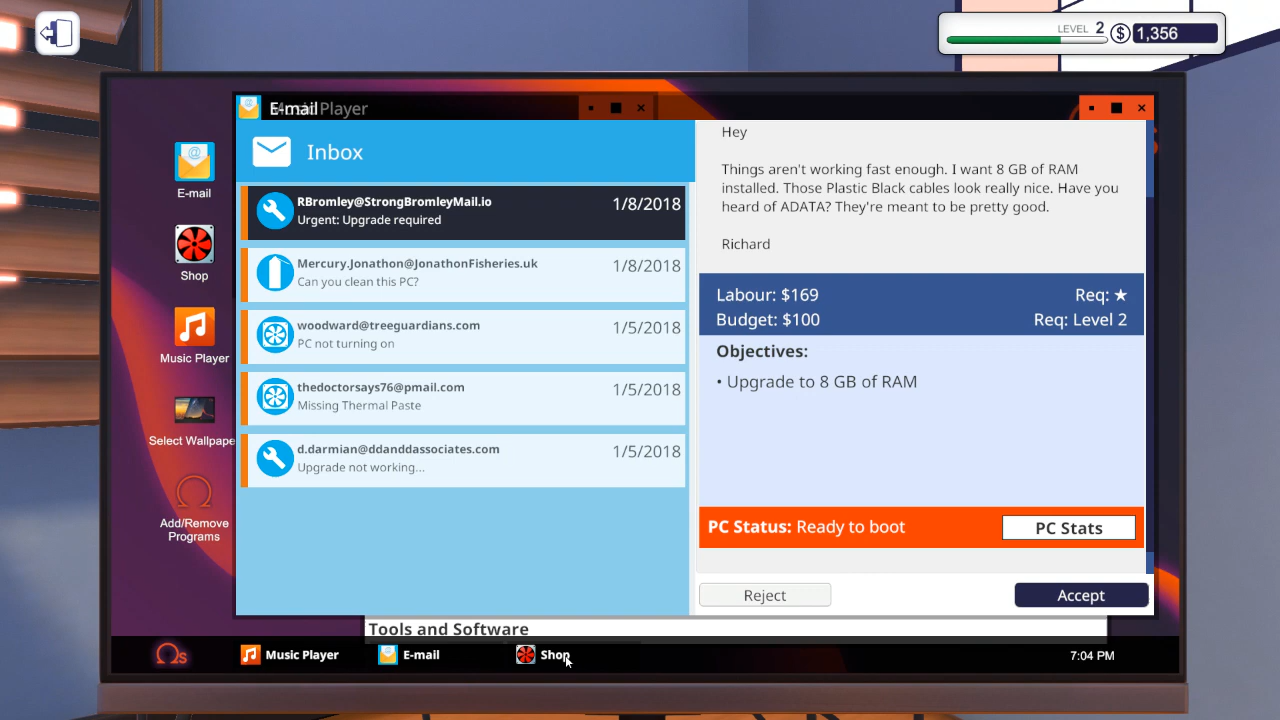 LEVEL 2
$ 1,356
E-mail
Player
E-mail
Shop
Music Player
Select Wallpape
Add/Remove
Programs
Inbox
RBromley@StrongBromleyMail.io
1/8/2018
Urgent: Upgrade required
Mercury.Jonathon@JonathonFisheries.uk
1/8/2018
Can you clean this PC?
woodward@treeguardians.com
1/5/2018
PC not turning on
thedoctorsays76@pmail.com
1/5/2018
Missing Thermal Paste
d.darmian@ddanddassociates.com
1/5/2018
Upgrade not working...
Hey
Things aren't working fast enough. I want 8 GB of RAM
installed. Those Plastic Black cables look really nice. Have you
heard of ADATA? They're meant to be pretty good.
Richard
Labour: $169
Req: ★
Budget: $100
Req: Level 2
Objectives:
• Upgrade to 8 GB of RAM
PC Status: Ready to boot
PC Stats
Reject
Accept
Tools and Software
Ωs
Music Player
E-mail
Shop
7:04 PM